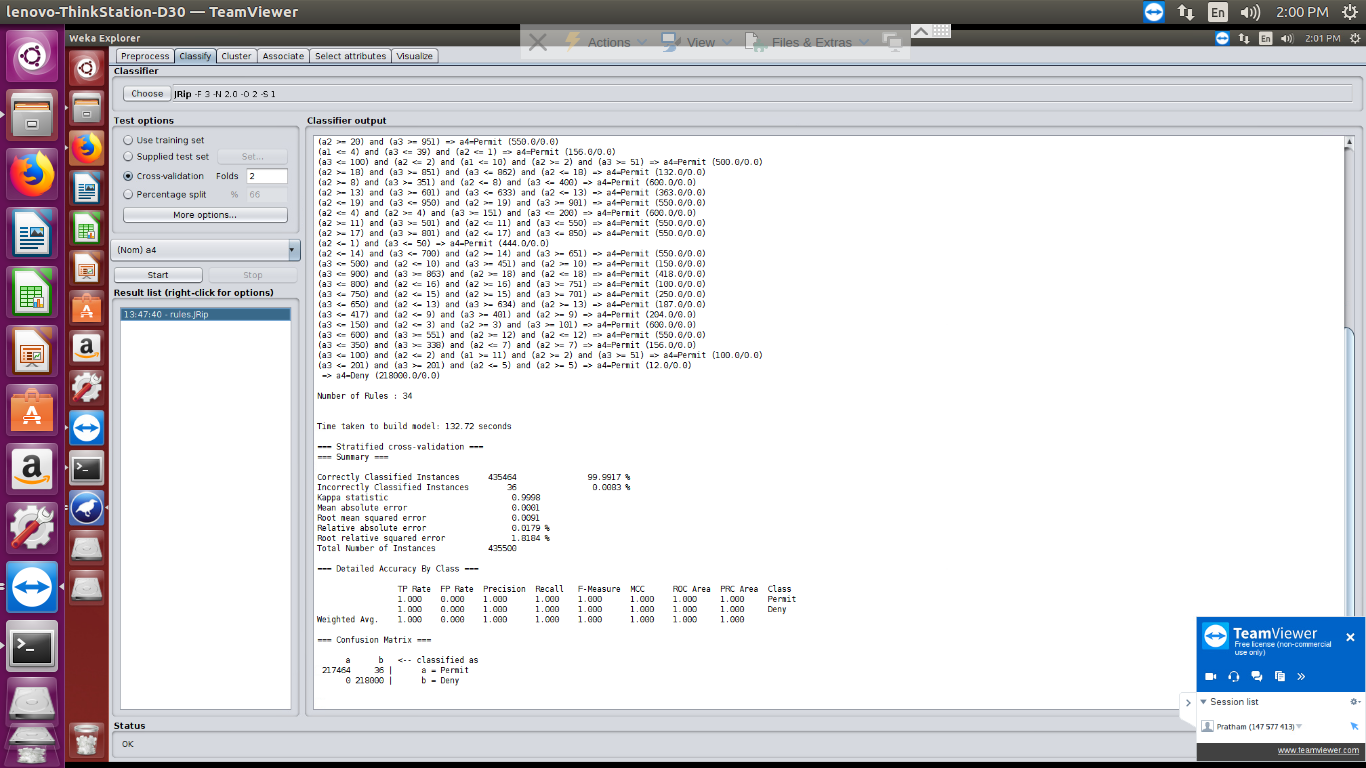 lenovo-ThinkStation-D30 — TeamViewer
En
2:00 PM
Weka Explorer
Actions
View
Files & Extras
En
2:01 PM
Preprocess Classify Cluster Associate Select attributes Visualize
Classifier
Choose JRip -F 3 -N 2.0 -O 2 -S 1
Test options
Use training set
Supplied test set Set...
Cross-validation Folds 2
Percentage split % 66
More options...
(Nom) a4
Start Stop
Result list (right-click for options)
13:47:40 - rules.JRip
Classifier output
(a2 >= 20) and (a3 >= 951) => a4=Permit (550.0/0.0)
(a1 <= 4) and (a3 <= 39) and (a2 <= 1) => a4=Permit (156.0/0.0)
(a3 <= 100) and (a2 <= 2) and (a1 <= 10) and (a2 >= 2) and (a3 >= 51) => a4=Permit (500.0/0.0)
(a2 >= 18) and (a3 >= 851) and (a3 <= 862) and (a2 <= 18) => a4=Permit (132.0/0.0)
(a2 >= 8) and (a3 >= 351) and (a2 <= 8) and (a3 <= 400) => a4=Permit (600.0/0.0)
(a2 >= 13) and (a3 >= 601) and (a3 <= 633) and (a2 <= 13) => a4=Permit (363.0/0.0)
(a2 <= 19) and (a3 <= 950) and (a2 >= 19) and (a3 >= 901) => a4=Permit (550.0/0.0)
(a2 <= 4) and (a2 >= 4) and (a3 >= 151) and (a3 <= 200) => a4=Permit (600.0/0.0)
(a2 >= 11) and (a3 >= 501) and (a2 <= 11) and (a3 <= 550) => a4=Permit (550.0/0.0)
(a2 >= 17) and (a3 >= 801) and (a2 <= 17) and (a3 <= 850) => a4=Permit (550.0/0.0)
(a2 <= 1) and (a3 <= 50) => a4=Permit (444.0/0.0)
(a2 <= 14) and (a3 <= 700) and (a2 >= 14) and (a3 >= 651) => a4=Permit (550.0/0.0)
(a3 <= 500) and (a2 <= 10) and (a3 >= 451) and (a2 >= 10) => a4=Permit (150.0/0.0)
(a3 <= 900) and (a3 >= 863) and (a2 >= 18) and (a2 <= 18) => a4=Permit (418.0/0.0)
(a3 <= 800) and (a2 <= 16) and (a2 >= 16) and (a3 >= 751) => a4=Permit (100.0/0.0)
(a3 <= 750) and (a2 <= 15) and (a2 >= 15) and (a3 >= 701) => a4=Permit (250.0/0.0)
(a3 <= 650) and (a2 <= 13) and (a3 >= 634) and (a2 >= 13) => a4=Permit (187.0/0.0)
(a3 <= 417) and (a2 <= 9) and (a3 >= 401) and (a2 >= 9) => a4=Permit (204.0/0.0)
(a3 <= 150) and (a2 <= 3) and (a2 >= 3) and (a3 >= 101) => a4=Permit (600.0/0.0)
(a3 <= 600) and (a3 >= 551) and (a2 >= 12) and (a2 <= 12) => a4=Permit (550.0/0.0)
(a3 <= 350) and (a3 >= 338) and (a2 <= 7) and (a2 >= 7) => a4=Permit (156.0/0.0)
(a3 <= 100) and (a2 <= 2) and (a1 >= 11) and (a2 >= 2) and (a3 >= 51) => a4=Permit (100.0/0.0)
(a3 <= 201) and (a3 >= 201) and (a2 <= 5) and (a2 >= 5) => a4=Permit (12.0/0.0)
=> a4=Deny (218000.0/0.0)
Number of Rules : 34
Time taken to build model: 132.72 seconds
=== Stratified cross-validation ===
=== Summary ===
Correctly Classified Instances 435464 99.9917 %
Incorrectly Classified Instances 36 0.0083 %
Kappa statistic 0.9998
Mean absolute error 0.0001
Root mean squared error 0.0091
Relative absolute error 0.0179 %
Root relative squared error 1.8184 %
Total Number of Instances 435500
=== Detailed Accuracy By Class ===
TP Rate FP Rate Precision Recall F-Measure MCC ROC Area PRC Area Class
1.000 0.000 1.000 1.000 1.000 1.000 1.000 1.000 Permit
1.000 0.000 1.000 1.000 1.000 1.000 1.000 1.000 Deny
Weighted Avg. 1.000 0.000 1.000 1.000 1.000 1.000 1.000 1.000
=== Confusion Matrix ===
a b <-- classified as
217464 36 | a = Permit
0 218000 | b = Deny
Status
OK
TeamViewer
Free license (non-commercial
use only)
Session list
Pratham (147 577 413)
www.teamviewer.com